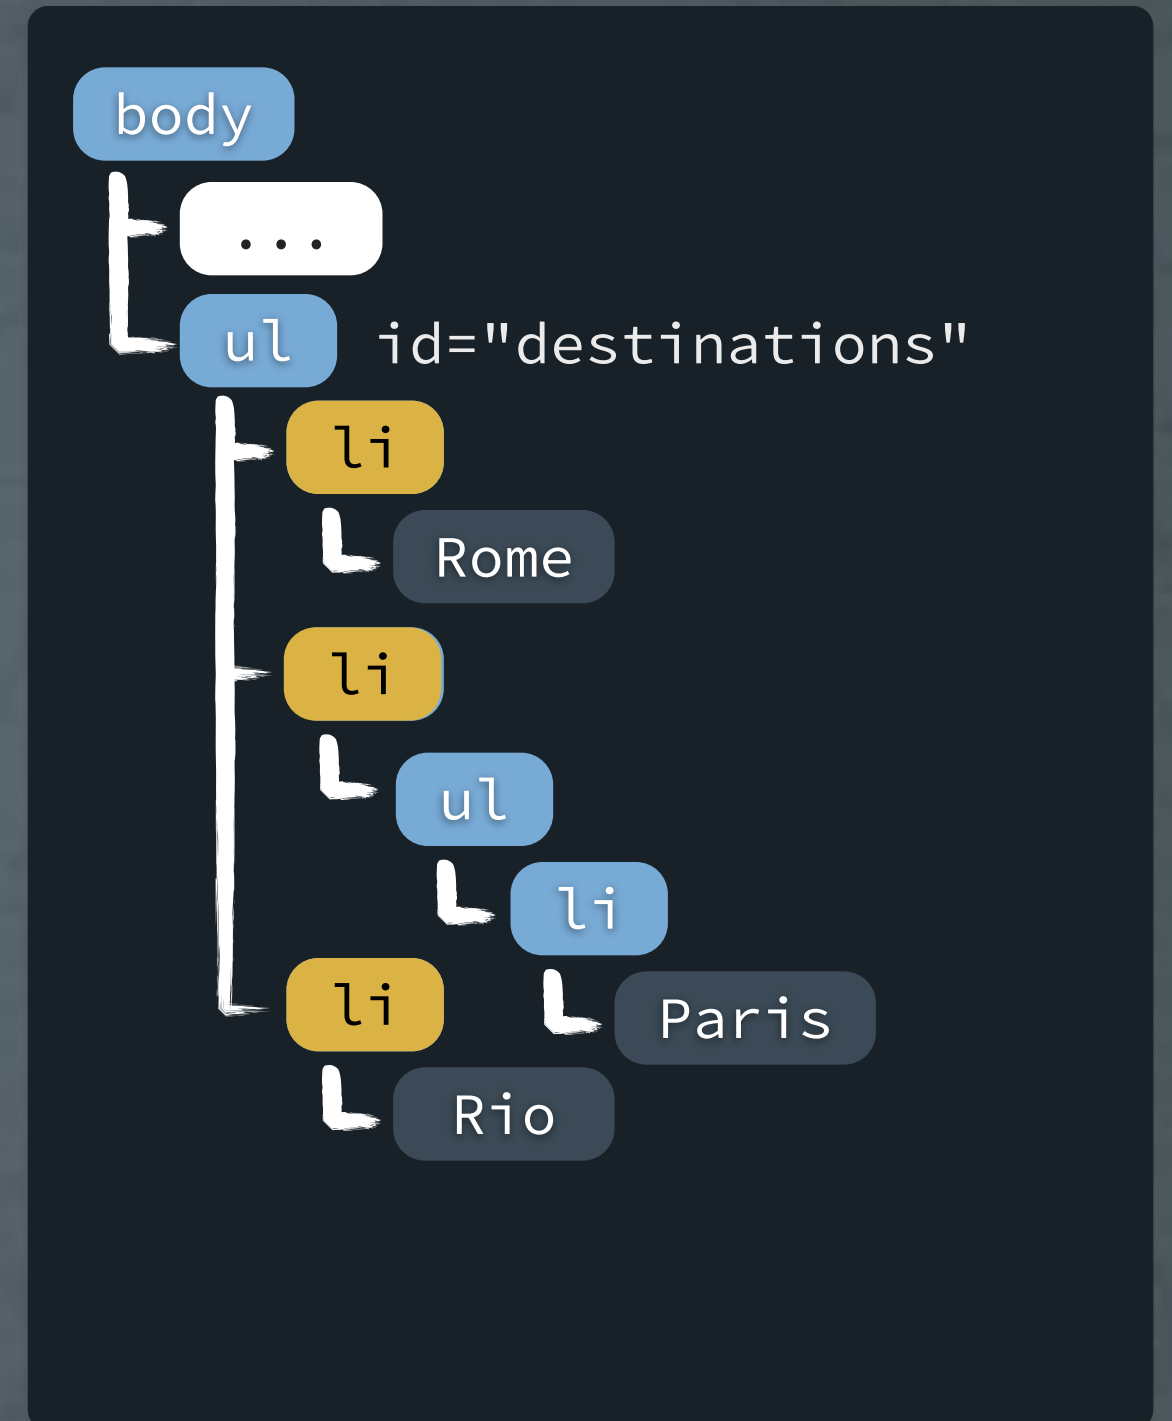 body
...
ul id="destinations"
li
Rome
li
ul
li
li
Paris
Rio